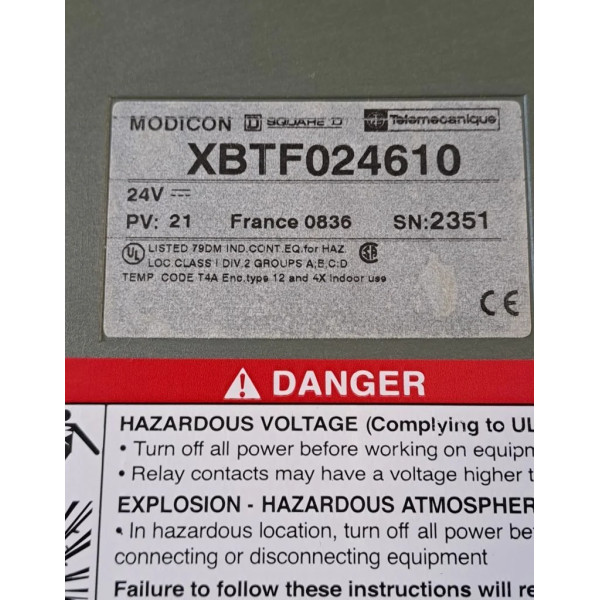 MODICON D SQUARE D Telemecanique
XBTF024610
24V ⎓
PV: 21 France 0836 SN:2351
UL LISTED 79DM IND.CONT.EQ.for HAZ.
LOC.CLASS I DIV.2 GROUPS A,B,C,D
TEMP. CODE T4A Enc.type 12 and 4X Indoor use
CE
DANGER
HAZARDOUS VOLTAGE (Complying to UL
• Turn off all power before working on equipm
• Relay contacts may have a voltage higher t
EXPLOSION - HAZARDOUS ATMOSPHER
• In hazardous location, turn off all power be
connecting or disconnecting equipment
Failure to follow these instructions will re